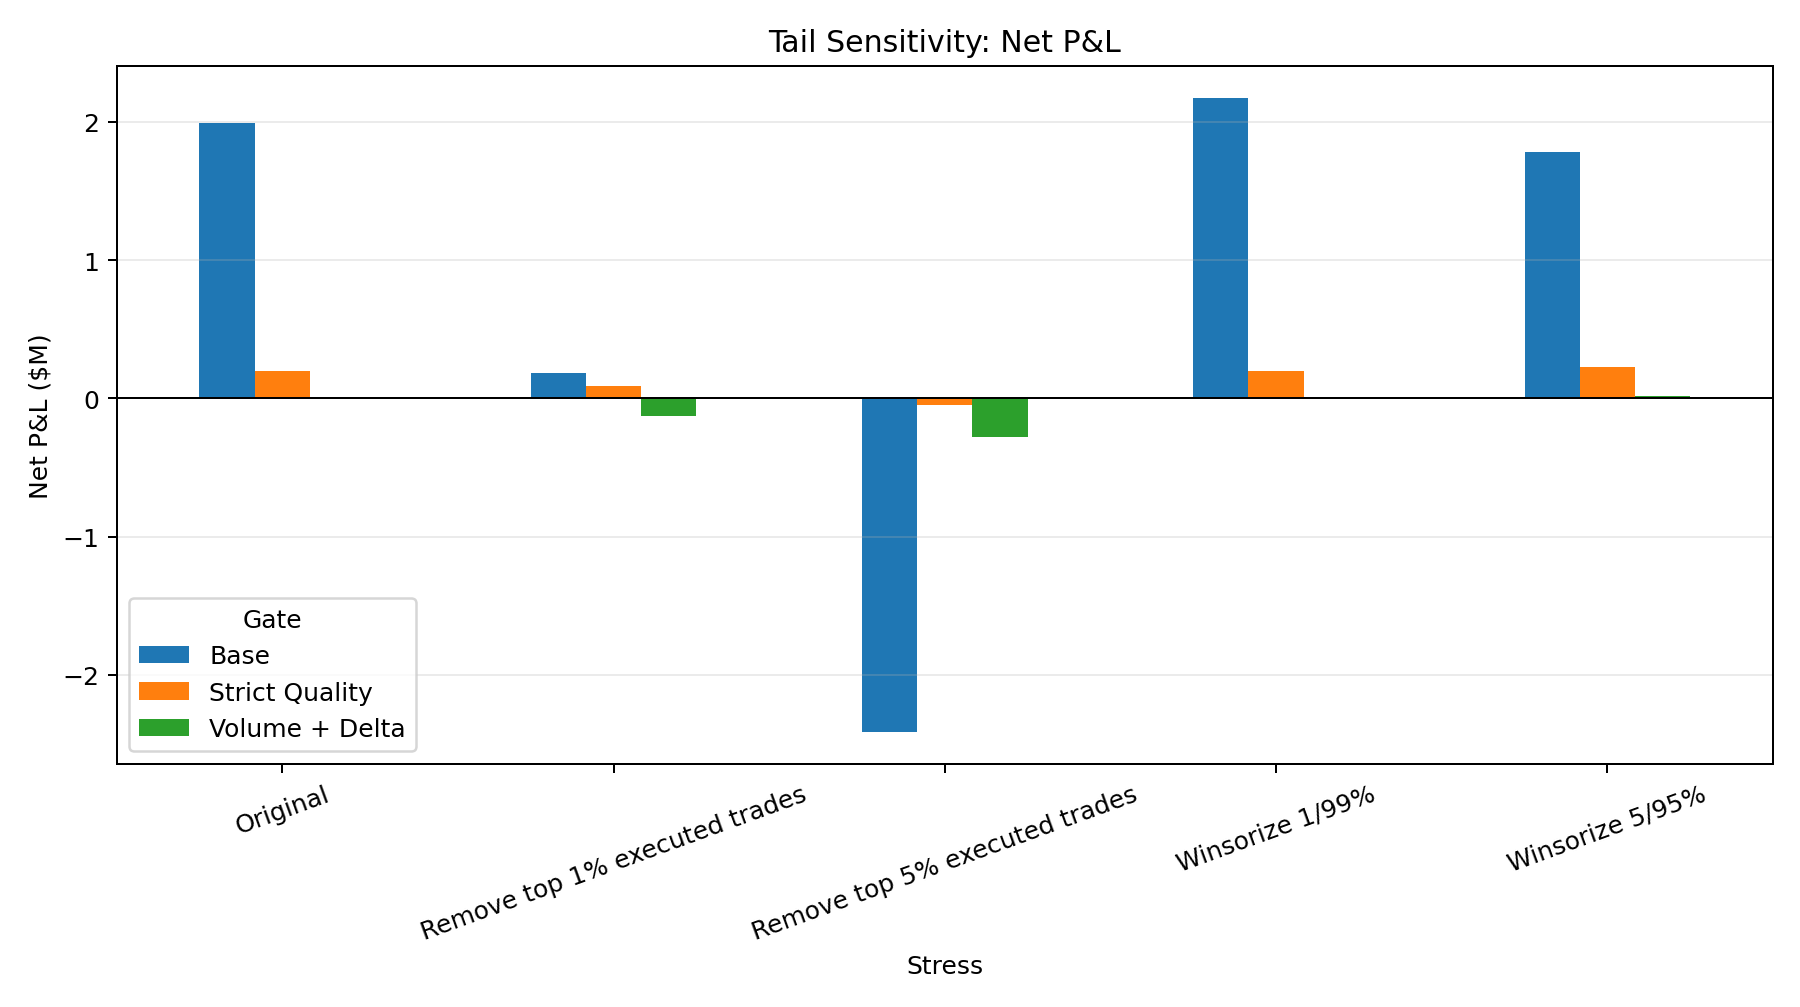 Tail Sensitivity: Net P&L
Net P&L ($M)
2
1
0
−1
−2
Gate
Base
Strict Quality
Volume + Delta
Original
Remove top 1% executed trades
Remove top 5% executed trades
Winsorize 1/99%
Winsorize 5/95%
Stress